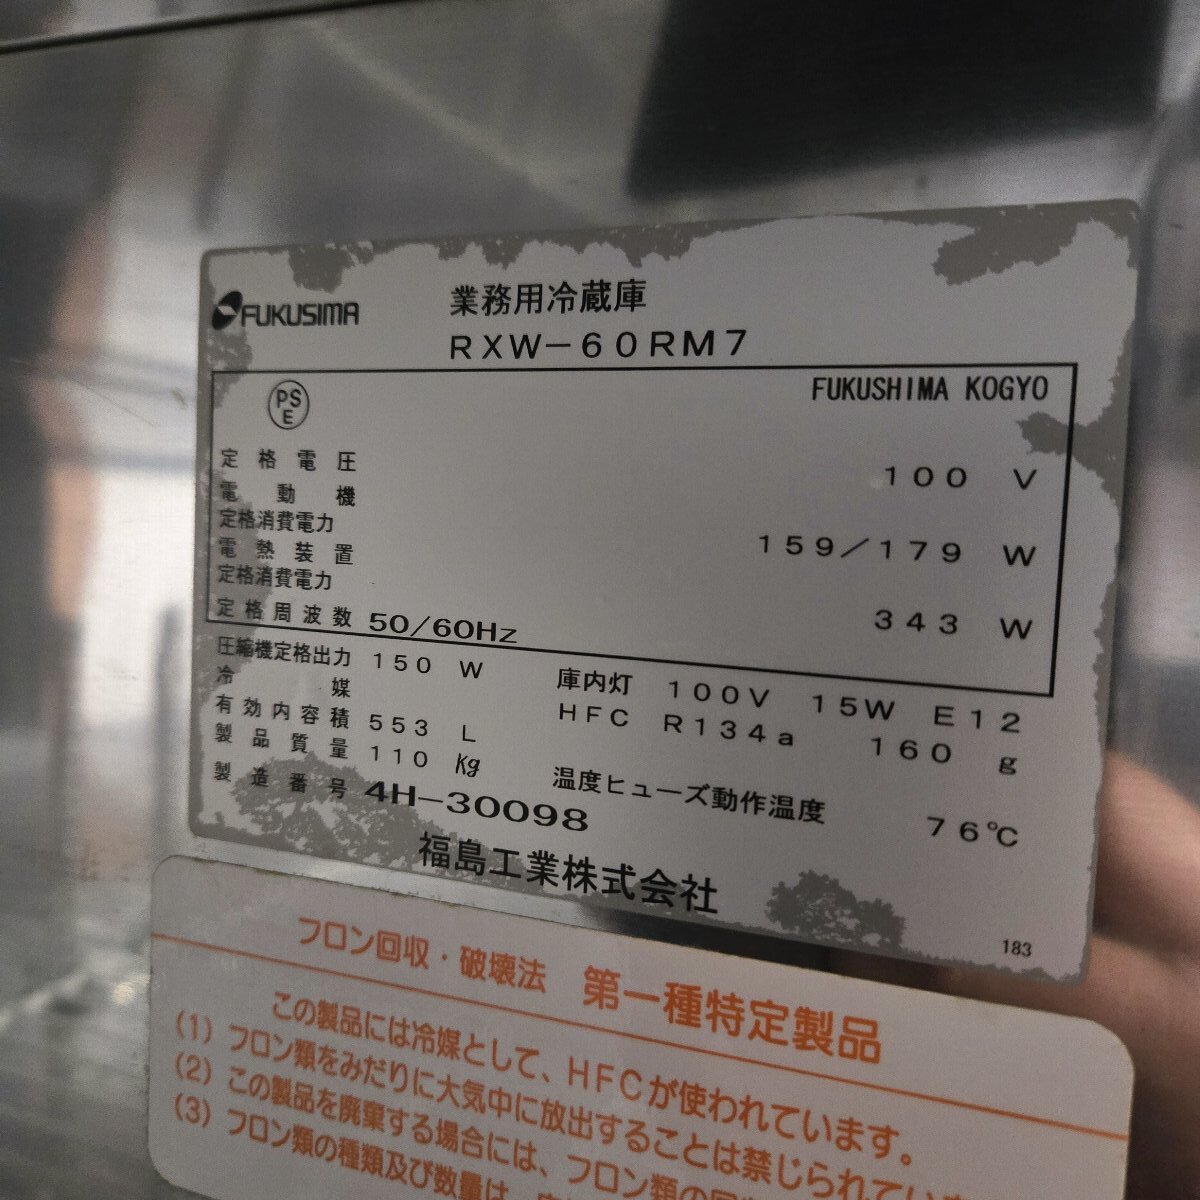 FUKUSIMA
業務用冷蔵庫
RXW-60RM7
PSE
FUKUSHIMA KOGYO
定格電圧 100 V
電動機
定格消費電力 159/179 W
電熱装置
定格消費電力 343 W
定格周波数 50/60Hz
圧縮機定格出力 150 W 庫内灯 100V 15W E12
冷媒 HFC R134a 160 g
有効内容積 553 L
製品質量 110 Kg 温度ヒューズ動作温度 76℃
製造番号 4H-30098
福島工業株式会社
183
フロン回収・破壊法 第一種特定製品
この製品には冷媒として、HFCが使われています。
(1) フロン類をみだりに大気中に放出することは禁じられてい
(2) この製品を廃棄する場合には、フロン類の
(3) フロン類の種類及び数量は、